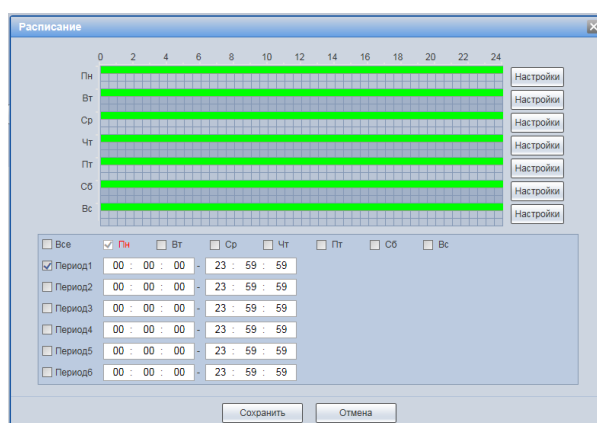 Расписание
0 2 4 6 8 10 12 14 16 18 20 22 24
Пн Настройки
Вт Настройки
Ср Настройки
Чт Настройки
Пт Настройки
Сб Настройки
Вс Настройки
Все Пн Вт Ср Чт Пт Сб Вс
Период1 00 : 00 : 00 - 23 : 59 : 59
Период2 00 : 00 : 00 - 23 : 59 : 59
Период3 00 : 00 : 00 - 23 : 59 : 59
Период4 00 : 00 : 00 - 23 : 59 : 59
Период5 00 : 00 : 00 - 23 : 59 : 59
Период6 00 : 00 : 00 - 23 : 59 : 59
Сохранить Отмена